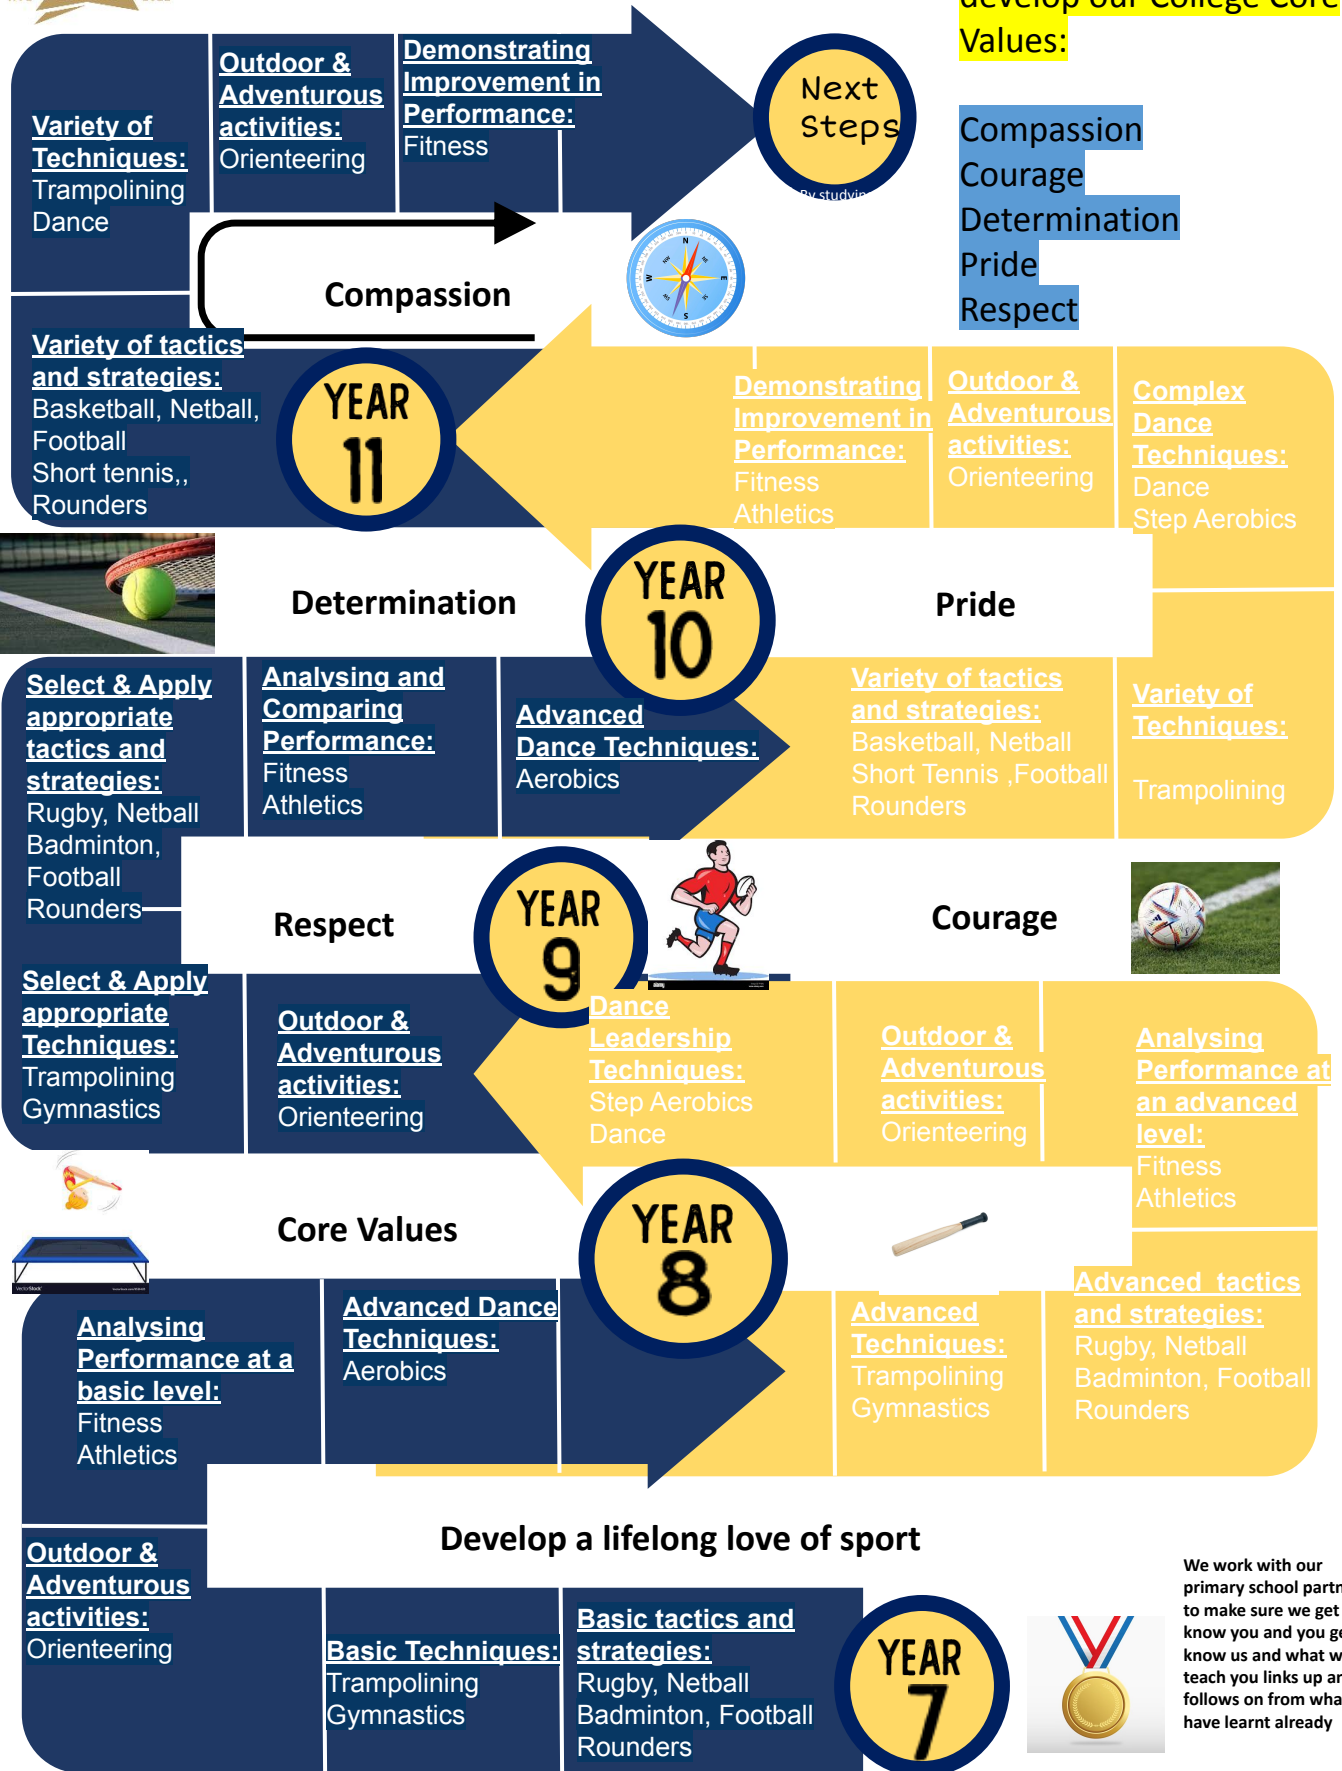 develop our College Core
Values:
Compassion
Courage
Determination
Pride
Respect
Variety of
Techniques:
Trampolining
Dance
Outdoor &
Adventurous
activities:
Orienteering
Demonstrating
Improvement in
Performance:
Fitness
Next
Steps
By studying
Compassion
Variety of tactics
and strategies:
Basketball, Netball,
Football
Short tennis,,
Rounders
YEAR
11
Demonstrating
Improvement in
Performance:
Fitness
Athletics
Outdoor &
Adventurous
activities:
Orienteering
Complex
Dance
Techniques:
Dance
Step Aerobics
Determination
YEAR
10
Pride
Select & Apply
appropriate
tactics and
strategies:
Rugby, Netball
Badminton,
Football
Rounders
Analysing and
Comparing
Performance:
Fitness
Athletics
Advanced
Dance Techniques:
Aerobics
Variety of tactics
and strategies:
Basketball, Netball
Short Tennis ,Football
Rounders
Variety of
Techniques:
Trampolining
Respect
YEAR
9
Courage
Select & Apply
appropriate
Techniques:
Trampolining
Gymnastics
Outdoor &
Adventurous
activities:
Orienteering
Dance
Leadership
Techniques:
Step Aerobics
Dance
Outdoor &
Adventurous
activities:
Orienteering
Analysing
Performance at
an advanced
level:
Fitness
Athletics
Core Values
YEAR
8
Analysing
Performance at a
basic level:
Fitness
Athletics
Advanced Dance
Techniques:
Aerobics
Advanced
Techniques:
Trampolining
Gymnastics
Advanced tactics
and strategies:
Rugby, Netball
Badminton, Football
Rounders
Develop a lifelong love of sport
Outdoor &
Adventurous
activities:
Orienteering
Basic Techniques:
Trampolining
Gymnastics
Basic tactics and
strategies:
Rugby, Netball
Badminton, Football
Rounders
YEAR
7
We work with our
primary school partn
to make sure we get
know you and you ge
know us and what w
teach you links up ar
follows on from wha
have learnt already